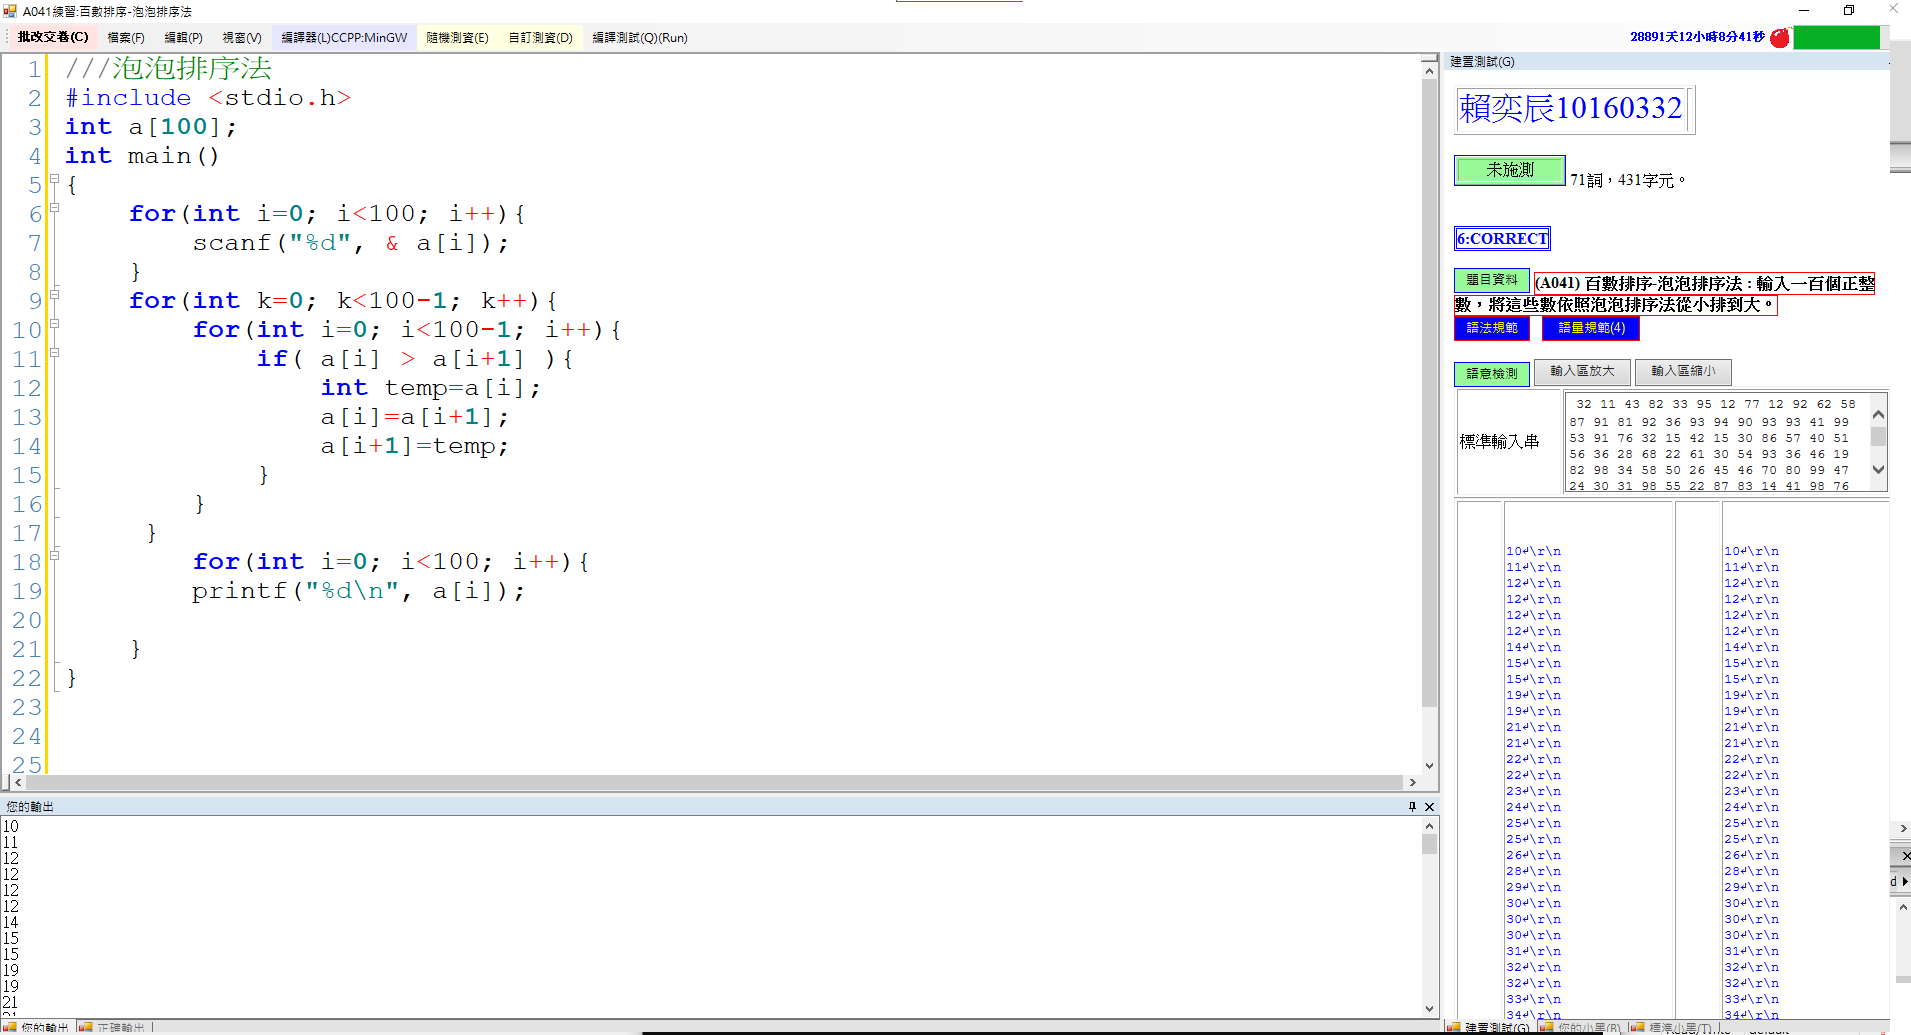 A041練習:百數排序-泡泡排序法
批改交卷(C) 檔案(F) 編輯(P) 視窗(V) 編譯器(L)CCPP:MinGW 隨機測資(E) 自訂測資(D) 編譯測試(Q)(Run) 28891天12小時8分41秒
1 ///泡泡排序法
2 #include <stdio.h>
3 int a[100];
4 int main()
5 {
6 for(int i=0; i<100; i++){
7 scanf("%d", & a[i]);
8 }
9 for(int k=0; k<100-1; k++){
10 for(int i=0; i<100-1; i++){
11 if( a[i] > a[i+1] ){
12 int temp=a[i];
13 a[i]=a[i+1];
14 a[i+1]=temp;
15 }
16 }
17 }
18 for(int i=0; i<100; i++){
19 printf("%d\n", a[i]);
20
21 }
22 }
23
24
25
您的輸出
10
11
12
12
12
12
14
15
15
19
19
21
您的輸出 正確輸出
建置測試(G)
賴奕辰10160332
未施測 71詞，431字元。
6:CORRECT
題目資料 (A041) 百數排序-泡泡排序法 : 輸入一百個正整
數，將這些數依照泡泡排序法從小排到大。
語法規範 語量規範(4)
語意檢測 輸入區放大 輸入區縮小
標準輸入串
32 11 43 82 33 95 12 77 12 92 62 58
87 91 81 92 36 93 94 90 93 93 41 99
53 91 76 32 15 42 15 30 86 57 40 51
56 36 28 68 22 61 30 54 93 36 46 19
82 98 34 58 50 26 45 46 70 80 99 47
24 30 31 98 55 22 87 83 14 41 98 76
10↵\r\n 10↵\r\n
11↵\r\n 11↵\r\n
12↵\r\n 12↵\r\n
12↵\r\n 12↵\r\n
12↵\r\n 12↵\r\n
12↵\r\n 12↵\r\n
14↵\r\n 14↵\r\n
15↵\r\n 15↵\r\n
15↵\r\n 15↵\r\n
19↵\r\n 19↵\r\n
19↵\r\n 19↵\r\n
21↵\r\n 21↵\r\n
21↵\r\n 21↵\r\n
22↵\r\n 22↵\r\n
22↵\r\n 22↵\r\n
23↵\r\n 23↵\r\n
24↵\r\n 24↵\r\n
25↵\r\n 25↵\r\n
25↵\r\n 25↵\r\n
26↵\r\n 26↵\r\n
28↵\r\n 28↵\r\n
29↵\r\n 29↵\r\n
30↵\r\n 30↵\r\n
30↵\r\n 30↵\r\n
30↵\r\n 30↵\r\n
31↵\r\n 31↵\r\n
32↵\r\n 32↵\r\n
32↵\r\n 32↵\r\n
33↵\r\n 33↵\r\n
34↵\r\n 34↵\r\n
建置測試(G) 您的小黑(B) 標準小黑(T)